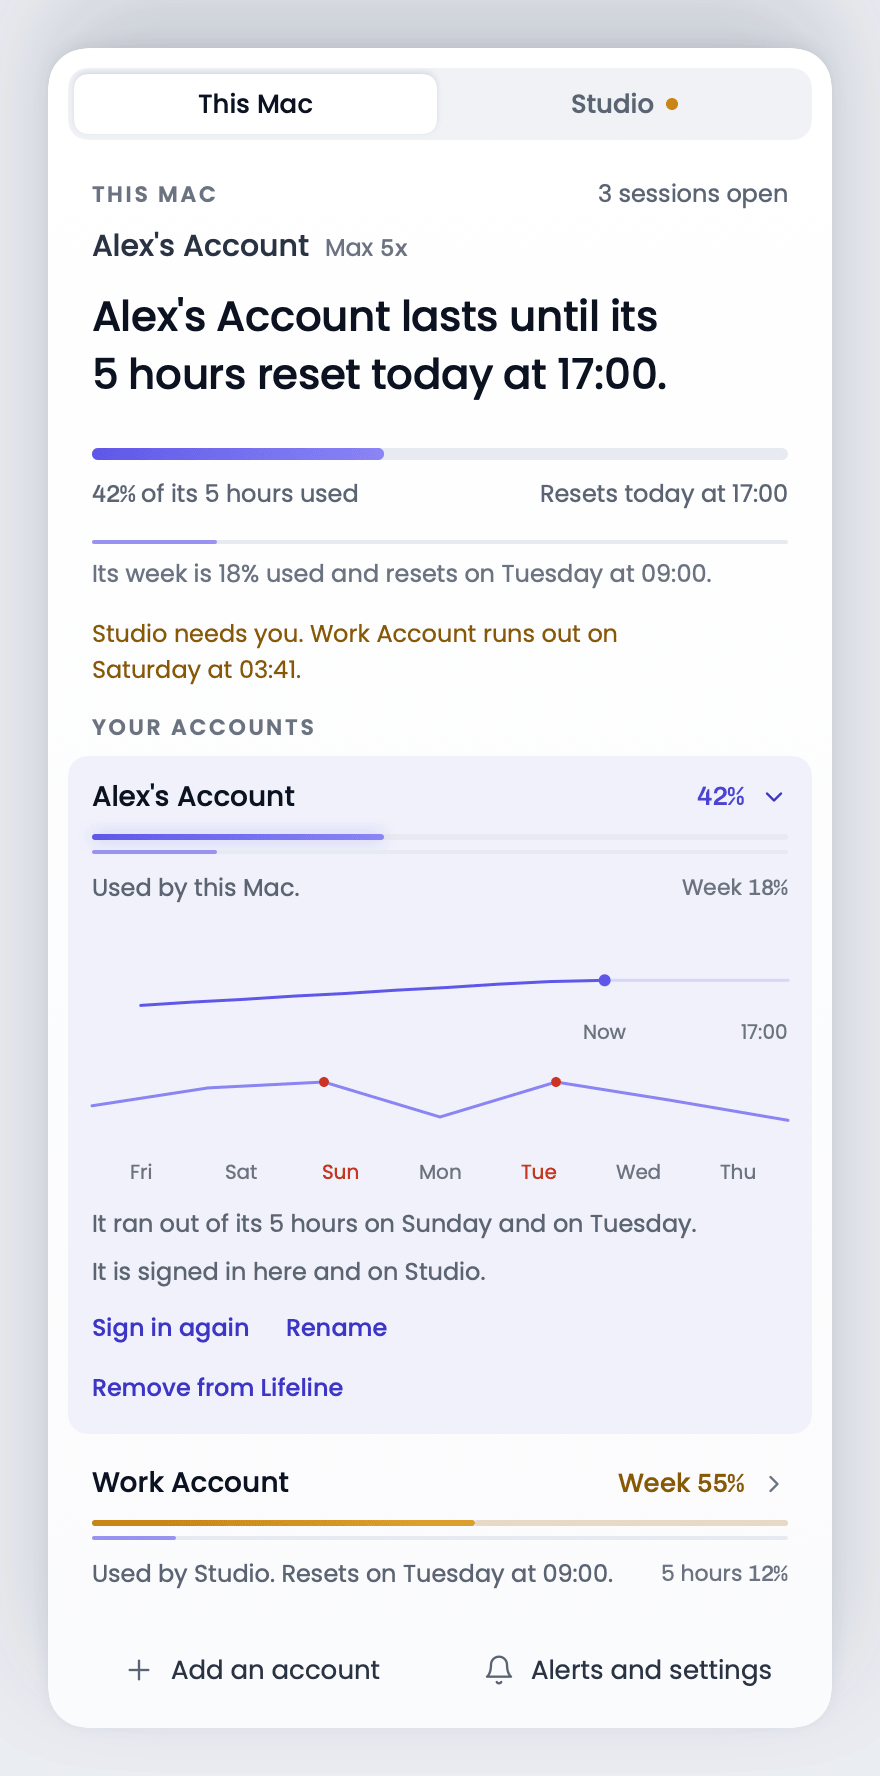 This Mac
Studio
THIS MAC
3 sessions open
Alex's Account Max 5x
Alex's Account lasts until its
5 hours reset today at 17:00.
42% of its 5 hours used
Resets today at 17:00
Its week is 18% used and resets on Tuesday at 09:00.
Studio needs you. Work Account runs out on
Saturday at 03:41.
YOUR ACCOUNTS
Alex's Account
42%
Used by this Mac.
Week 18%
Now
17:00
Fri Sat Sun Mon Tue Wed Thu
It ran out of its 5 hours on Sunday and on Tuesday.
It is signed in here and on Studio.
Sign in again
Rename
Remove from Lifeline
Work Account
Week 55%
Used by Studio. Resets on Tuesday at 09:00.
5 hours 12%
Add an account
Alerts and settings